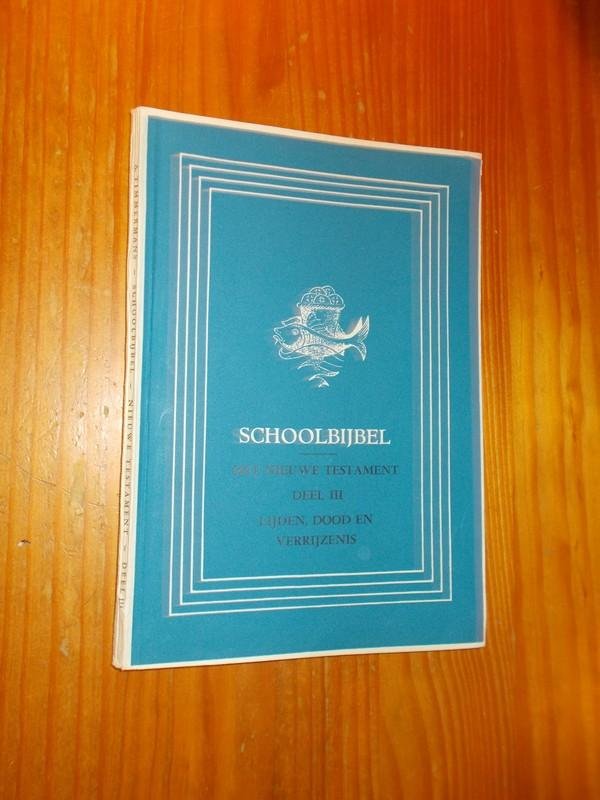 SCHOOLBIJBEL
HET NIEUWE TESTAMENT
DEEL III
LIJDEN, DOOD EN
VERRIJZENIS
A. TIMMERMANS - SCHOOLBIJBEL - NIEUWE TESTAMENT - DEEL III